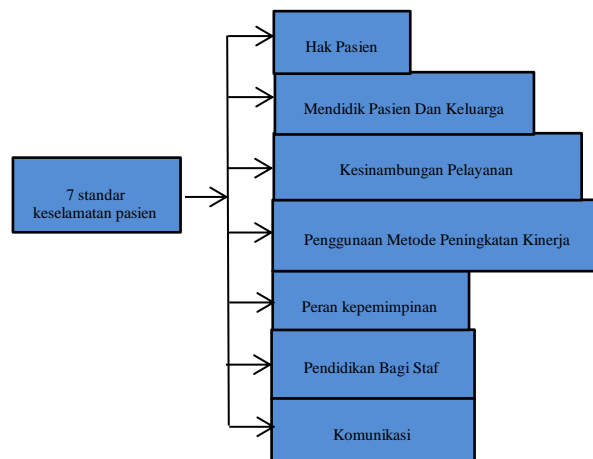 Hak Pasien
Mendidik Pasien Dan Keluarga
Kesinambungan Pelayanan
7 standar
keselamatan pasien
Penggunaan Metode Peningkatan Kinerja
Peran kepemimpinan
Pendidikan Bagi Staf
Komunikasi